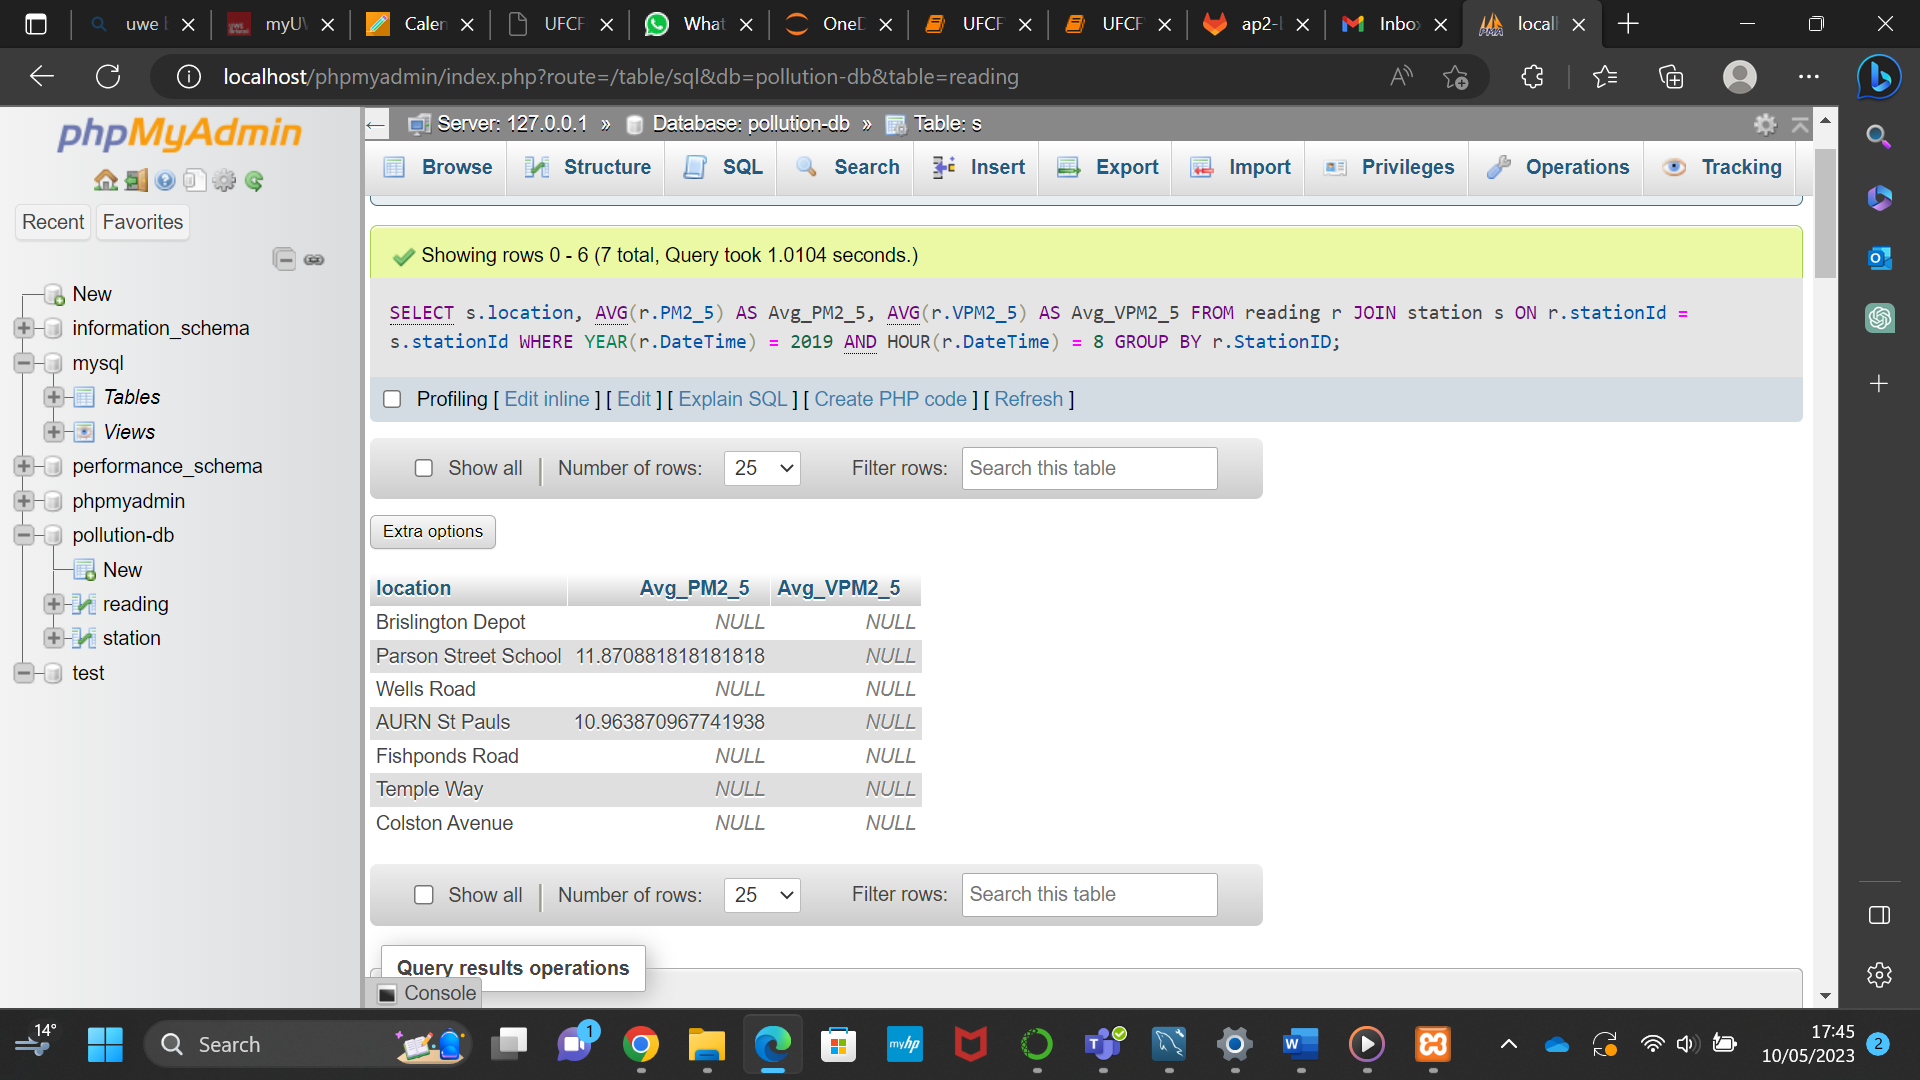 uwe l
myU
Calen
UFCF
What
OneD
UFCF
UFCF
ap2-l
Inbo
locall
localhost/phpmyadmin/index.php?route=/table/sql&db=pollution-db&table=reading
phpMyAdmin
Recent
Favorites
New
information_schema
mysql
Tables
Views
performance_schema
phpmyadmin
pollution-db
New
reading
station
test
Server: 127.0.0.1 » Database: pollution-db » Table: s
Browse
Structure
SQL
Search
Insert
Export
Import
Privileges
Operations
Tracking
Showing rows 0 - 6 (7 total, Query took 1.0104 seconds.)
SELECT s.location, AVG(r.PM2_5) AS Avg_PM2_5, AVG(r.VPM2_5) AS Avg_VPM2_5 FROM reading r JOIN station s ON r.stationId =
s.stationId WHERE YEAR(r.DateTime) = 2019 AND HOUR(r.DateTime) = 8 GROUP BY r.StationID;
Profiling [ Edit inline ] [ Edit ] [ Explain SQL ] [ Create PHP code ] [ Refresh ]
Show all
Number of rows:
25
Filter rows:
Search this table
Extra options
location Avg_PM2_5 Avg_VPM2_5
Brislington Depot NULL NULL
Parson Street School 11.870881818181818 NULL
Wells Road NULL NULL
AURN St Pauls 10.963870967741938 NULL
Fishponds Road NULL NULL
Temple Way NULL NULL
Colston Avenue NULL NULL
Show all
Number of rows:
25
Filter rows:
Search this table
Query results operations
Console
14°
Search
1
myhp
17:45
10/05/2023
2